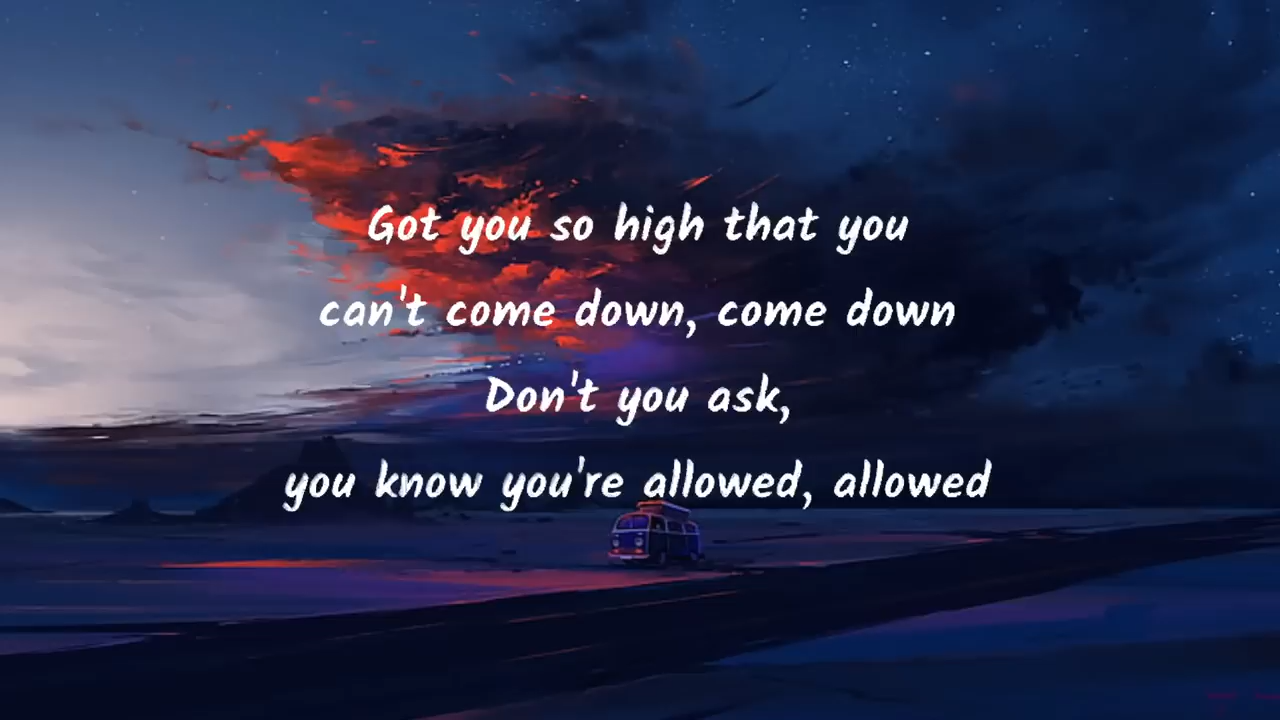 Got you so high that you
can't come down, come down
Don't you ask,
you know you're allowed, allowed